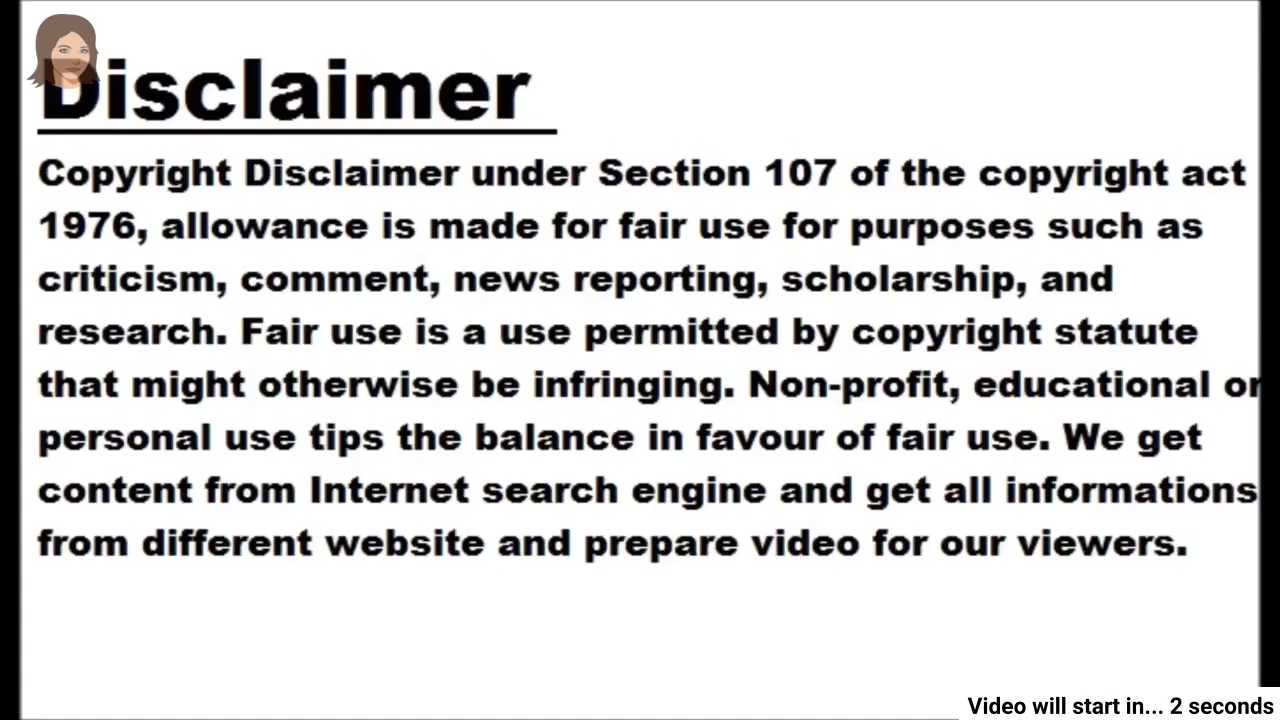 Disclaimer
Copyright Disclaimer under Section 107 of the copyright act
1976, allowance is made for fair use for purposes such as
criticism, comment, news reporting, scholarship, and
research. Fair use is a use permitted by copyright statute
that might otherwise be infringing. Non-profit, educational or
personal use tips the balance in favour of fair use. We get
content from Internet search engine and get all informations
from different website and prepare video for our viewers.
Video will start in... 2 seconds